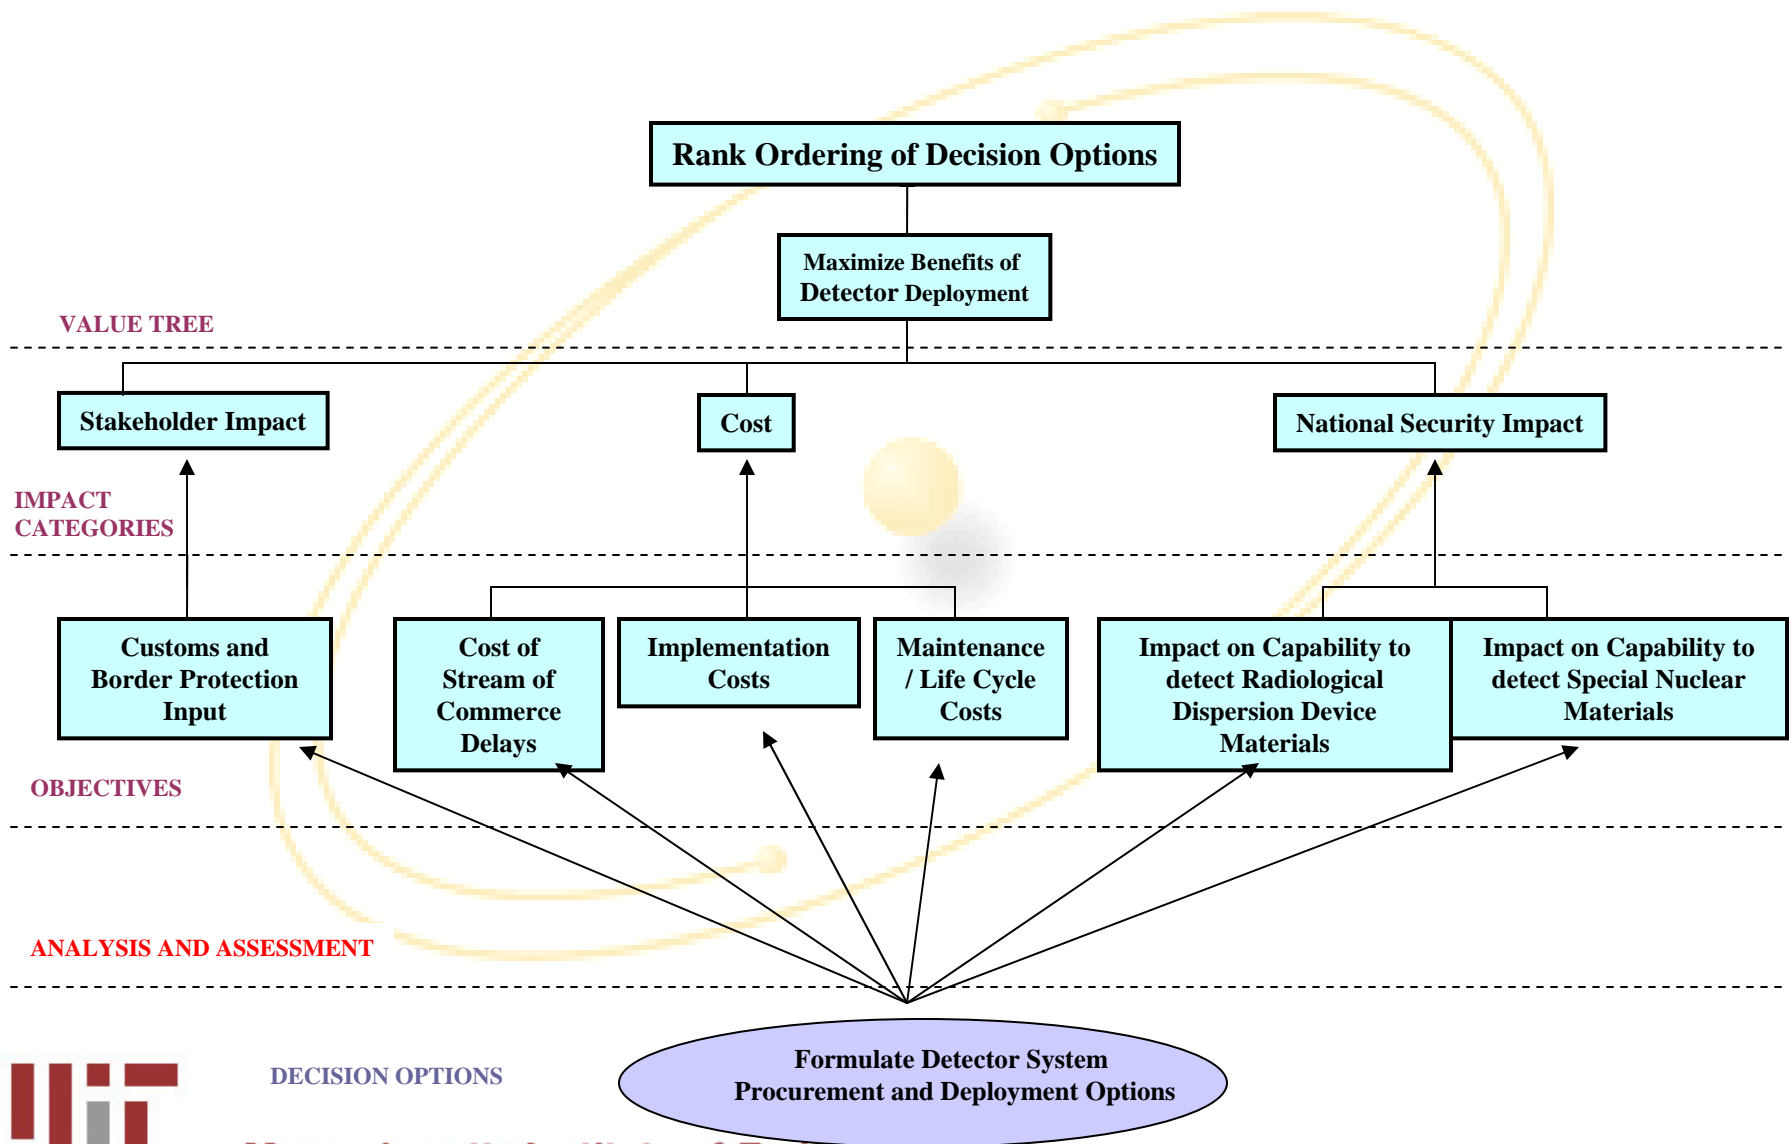 Rank Ordering of Decision Options
Maximize Benefits of
Detector Deployment
VALUE TREE
Stakeholder Impact
Cost
National Security Impact
IMPACT
CATEGORIES
Customs and
Border Protection
Input
Cost of
Stream of
Commerce
Delays
Implementation
Costs
Maintenance
/ Life Cycle
Costs
Impact on Capability to
detect Radiological
Dispersion Device
Materials
Impact on Capability to
detect Special Nuclear
Materials
OBJECTIVES
ANALYSIS AND ASSESSMENT
DECISION OPTIONS
Formulate Detector System
Procurement and Deployment Options